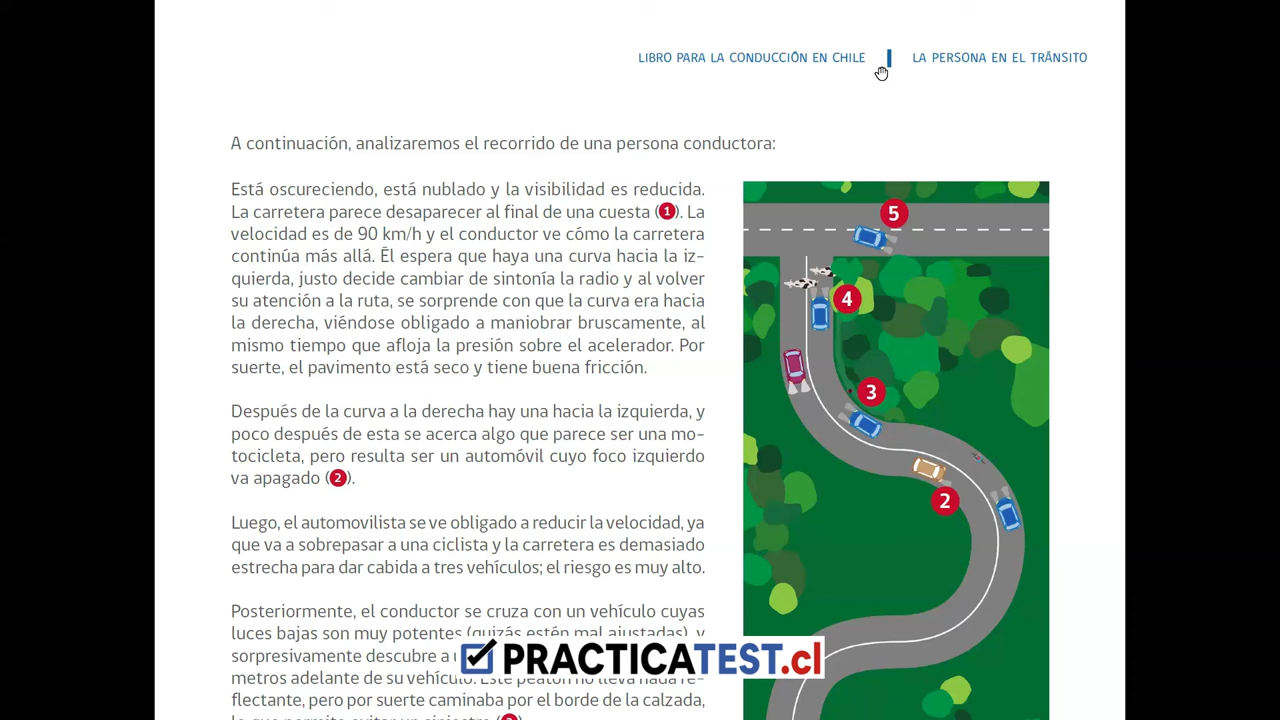 LIBRO PARA LA CONDUCCIÓN EN CHILE LA PERSONA EN EL TRÁNSITO
A continuación, analizaremos el recorrido de una persona conductora:
Está oscureciendo, está nublado y la visibilidad es reducida.
La carretera parece desaparecer al final de una cuesta (1). La
velocidad es de 90 km/h y el conductor ve cómo la carretera
continúa más allá. Él espera que haya una curva hacia la iz-
quierda, justo decide cambiar de sintonía la radio y al volver
su atención a la ruta, se sorprende con que la curva era hacia
la derecha, viéndose obligado a maniobrar bruscamente, al
mismo tiempo que afloja la presión sobre el acelerador. Por
suerte, el pavimento está seco y tiene buena fricción.
Después de la curva a la derecha hay una hacia la izquierda, y
poco después de esta se acerca algo que parece ser una mo-
tocicleta, pero resulta ser un automóvil cuyo foco izquierdo
va apagado (2).
Luego, el automovilista se ve obligado a reducir la velocidad, ya
que va a sobrepasar a una ciclista y la carretera es demasiado
estrecha para dar cabida a tres vehículos; el riesgo es muy alto.
Posteriormente, el conductor se cruza con un vehículo cuyas
luces bajas son muy potentes (quizás estén mal ajustadas), y
sorpresivamente descubre a
metros adelante de su vehículo. Este peatón no lleva nada re-
flectante, pero por suerte caminaba por el borde de la calzada,
5
4
3
2
PRACTICATEST.cl